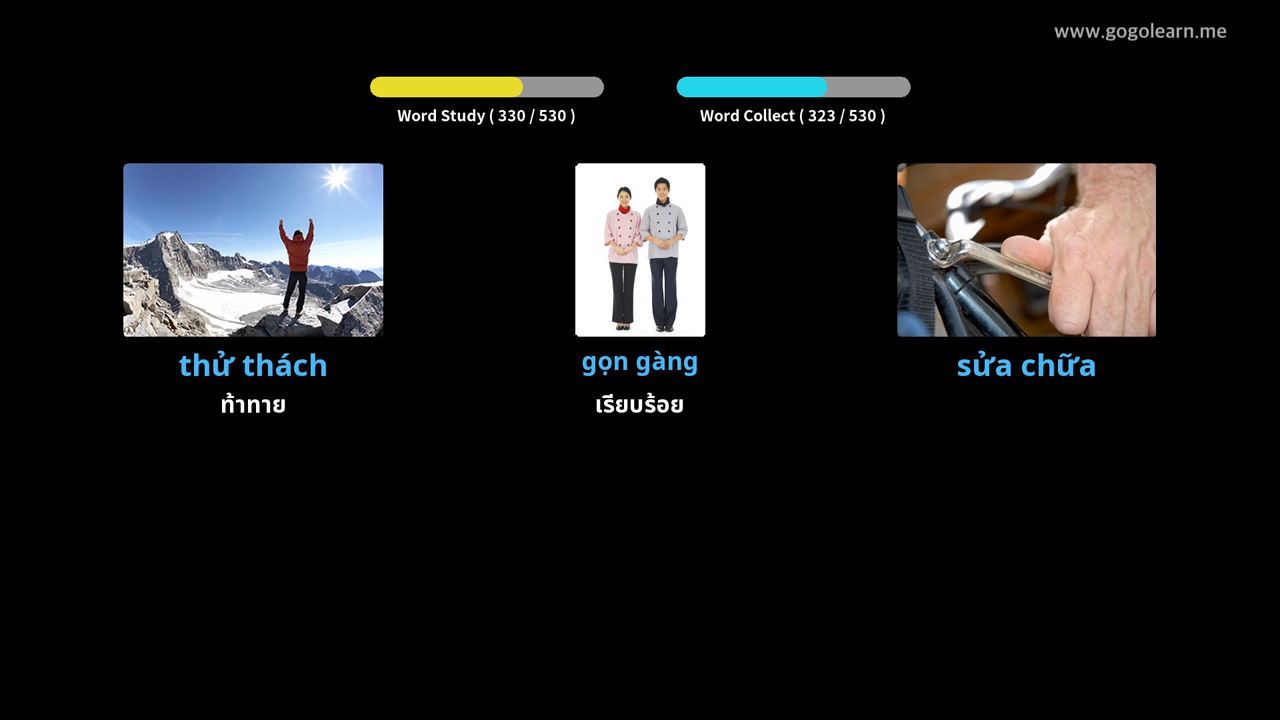 www.gogolearn.me
Word Study ( 330 / 530 )
Word Collect ( 323 / 530 )
thử thách
ท้าทาย
gọn gàng
เรียบร้อย
sửa chữa